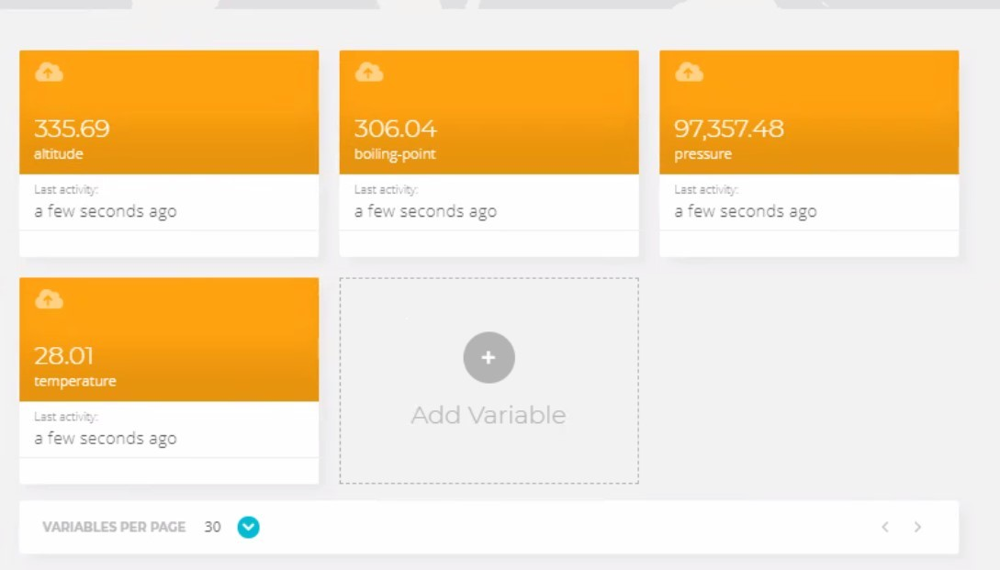 335.69
altitude
Last activity:
a few seconds ago
306.04
boiling-point
Last activity:
a few seconds ago
97,357.48
pressure
Last activity:
a few seconds ago
28.01
temperature
Last activity:
a few seconds ago
Add Variable
VARIABLES PER PAGE 30